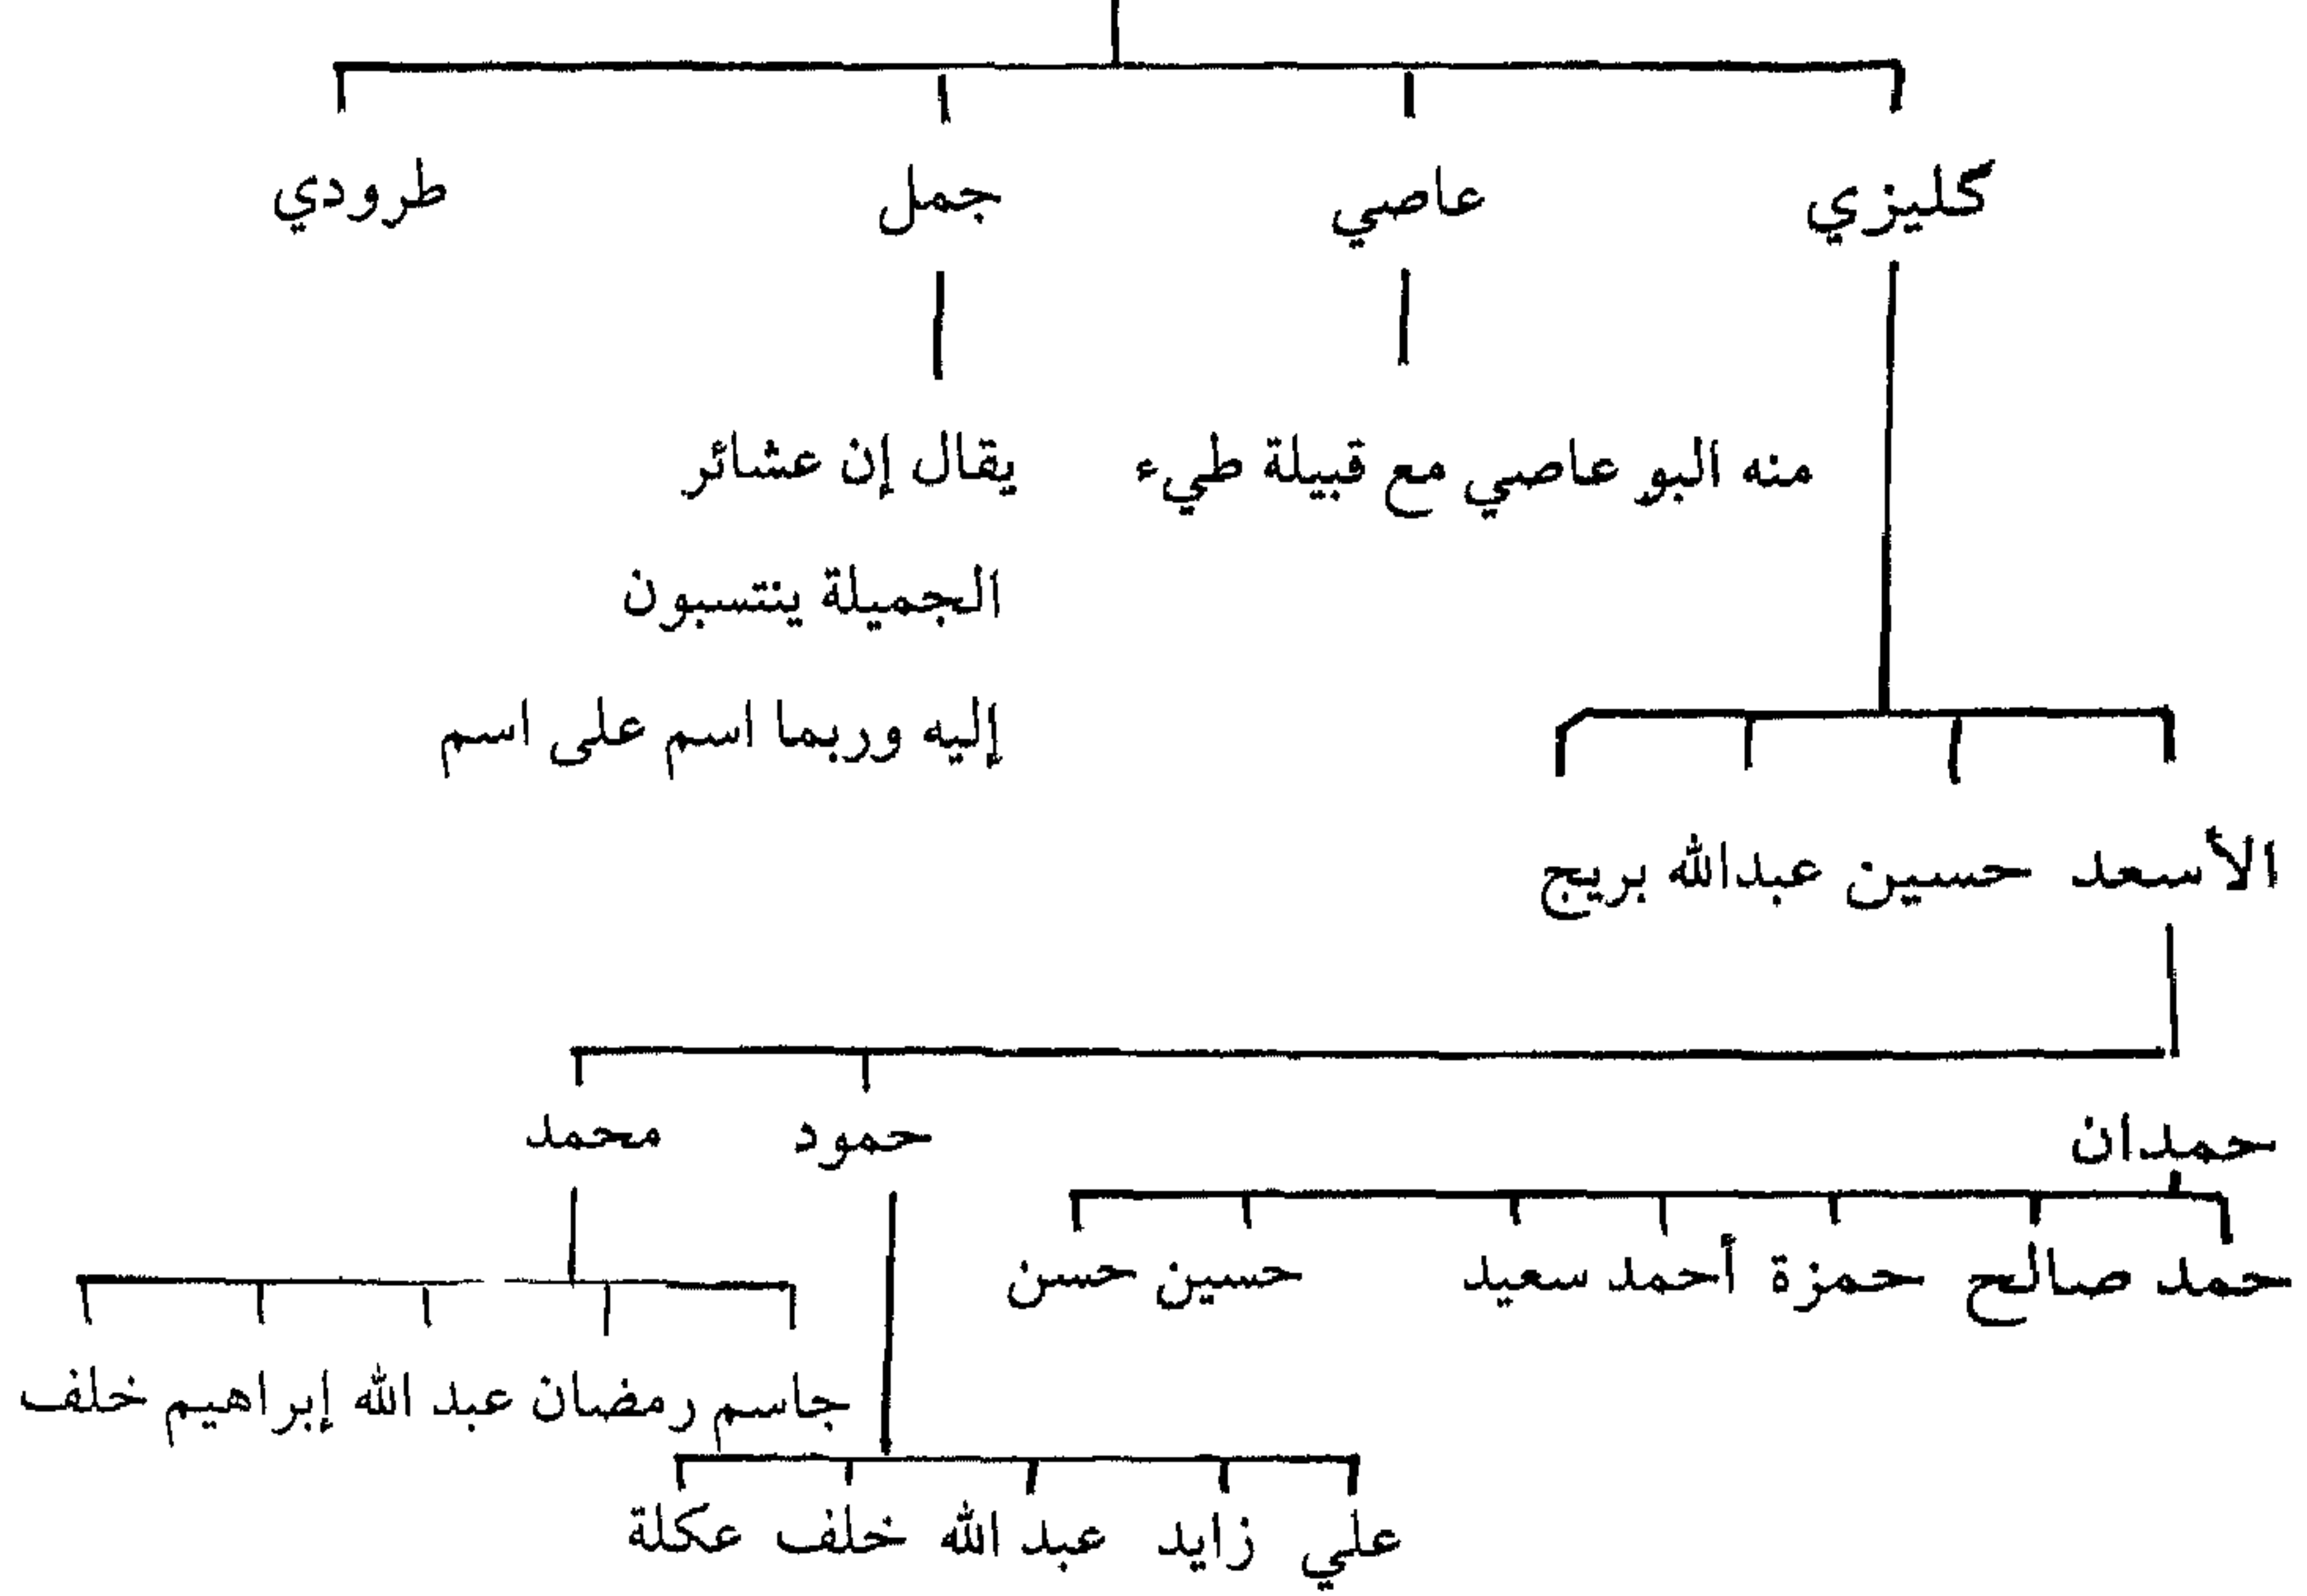 گليزي عاصي جمل طرودي
منه البو عاصي مع قبيلة طيء يقال إن عشائر
الجميلة ينتسبون
إليه وربما اسم على اسم
الأسعد حسين عبدالله بريج
حمدان حمود محمد
حمد صالح حمزة أحمد سعيد حسين حسن
جاسم رمضان عبد الله إبراهيم خلف
علي زايد عبد الله خلف عكلة